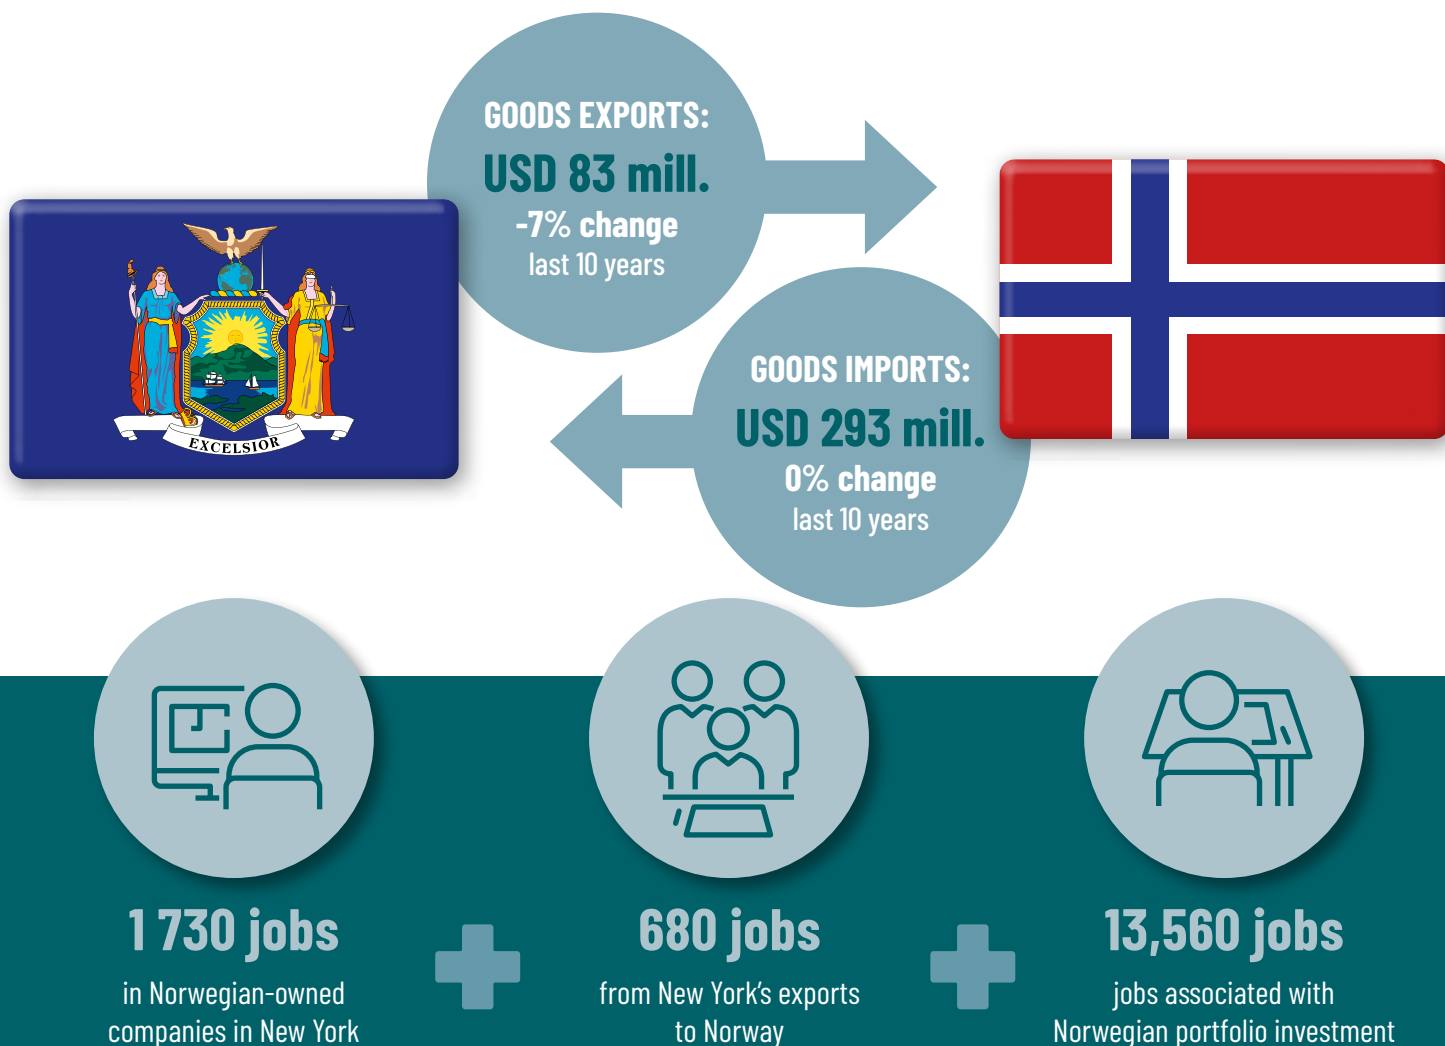 GOODS EXPORTS:
USD 83 mill.
-7% change
last 10 years
EXCELSIOR
GOODS IMPORTS:
USD 293 mill.
0% change
last 10 years
1 730 jobs
in Norwegian-owned
companies in New York
680 jobs
from New York's exports
to Norway
13,560 jobs
jobs associated with
Norwegian portfolio investment